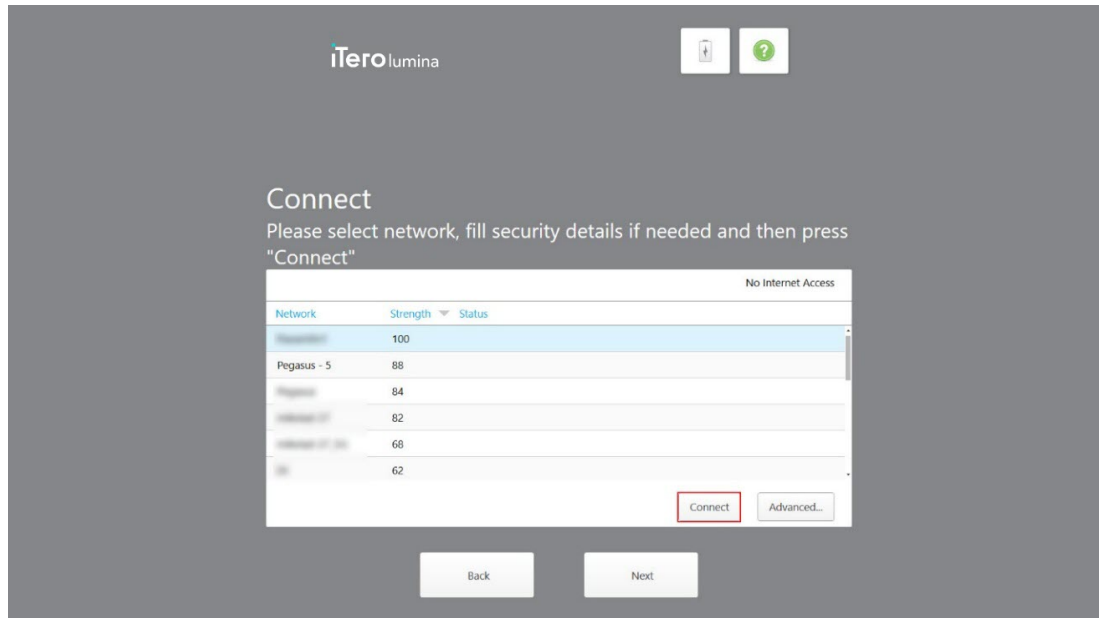 iTero lumina
?
Connect
Please select network, fill security details if needed and then press
"Connect"
No Internet Access
Network Strength Status
100
Pegasus - 5 88
84
82
68
62
Connect Advanced...
Back Next